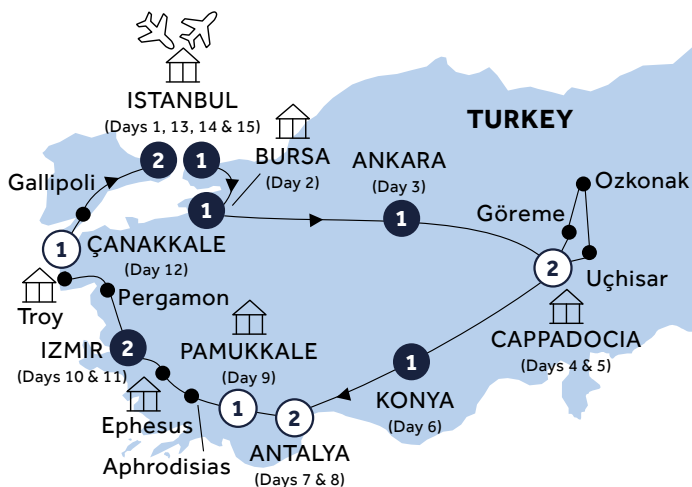 ISTANBUL
(Days 1, 13, 14 & 15)
TURKEY
2
1
BURSA
(Day 2)
ANKARA
(Day 3)
Gallipoli
Ozkonak
1
1
Göreme
1
ÇANAKKALE
(Day 12)
2
Uçhisar
Troy
Pergamon
CAPPADOCIA
(Days 4 & 5)
IZMIR
(Days 10 & 11)
2
PAMUKKALE
(Day 9)
1
KONYA
(Day 6)
Ephesus
1
2
Aphrodisias
ANTALYA
(Days 7 & 8)